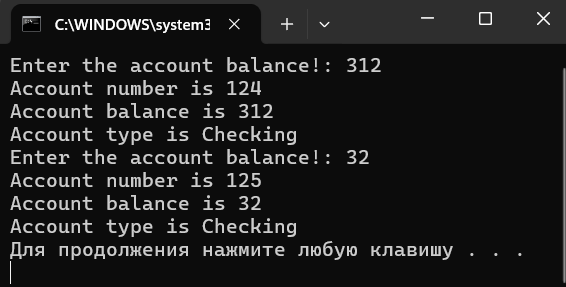 C:\WINDOWS\system3
Enter the account balance!: 312
Account number is 124
Account balance is 312
Account type is Checking
Enter the account balance!: 32
Account number is 125
Account balance is 32
Account type is Checking
Для продолжения нажмите любую клавишу . . .